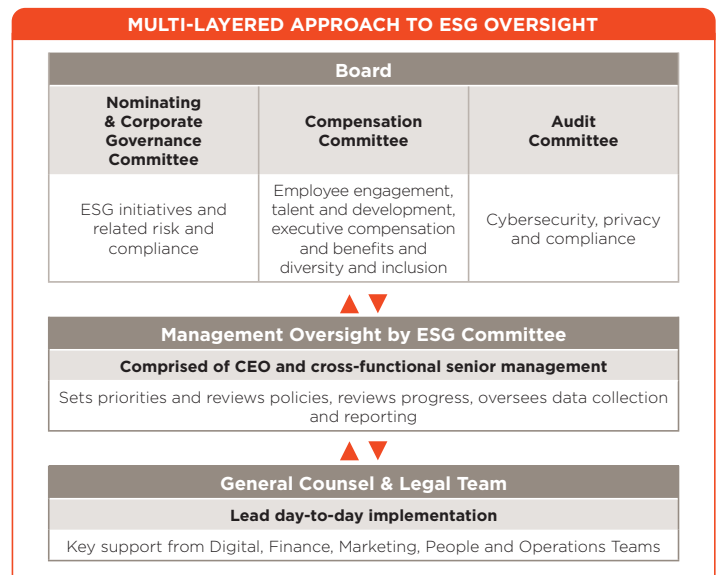 MULTI-LAYERED APPROACH TO ESG OVERSIGHT
Board
Nominating
& Corporate
Governance
Committee
Compensation
Committee
Audit
Committee
ESG initiatives and
related risk and
compliance
Employee engagement,
talent and development,
executive compensation
and benefits and
diversity and inclusion
Cybersecurity, privacy
and compliance
Management Oversight by ESG Committee
Comprised of CEO and cross-functional senior management
Sets priorities and reviews policies, reviews progress, oversees data collection
and reporting
General Counsel & Legal Team
Lead day-to-day implementation
Key support from Digital, Finance, Marketing, People and Operations Teams